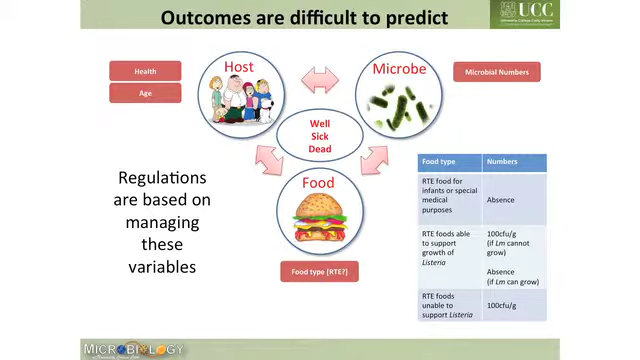 Outcomes are difficult to predict
UCC
Health
Age
Host
Microbe
Microbial Numbers
Well
Sick
Dead
Food
Regulations
are based on
managing
these
variables
Food type [RTE?]
Food type Numbers
RTE food for
infants or special
medical
purposes
Absence
RTE foods able
to support
growth of
Listeria
100cfu/g
(if Lm cannot
grow)
Absence
(if Lm can grow)
RTE foods
unable to
support Listeria
100cfu/g
MICROBIOLOGY